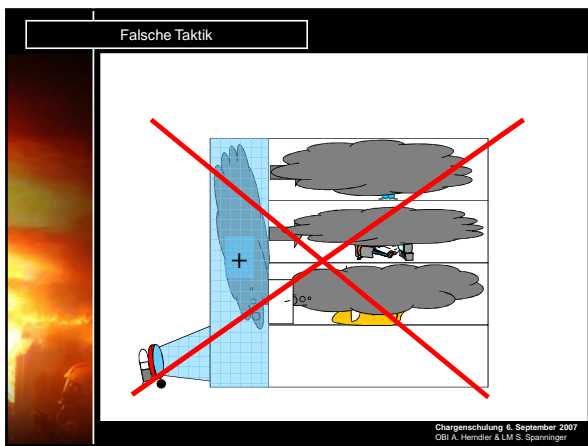 Falsche Taktik
+
Chargenschulung 6. September 2007
OBI A. Herndler & LM S. Spanninger